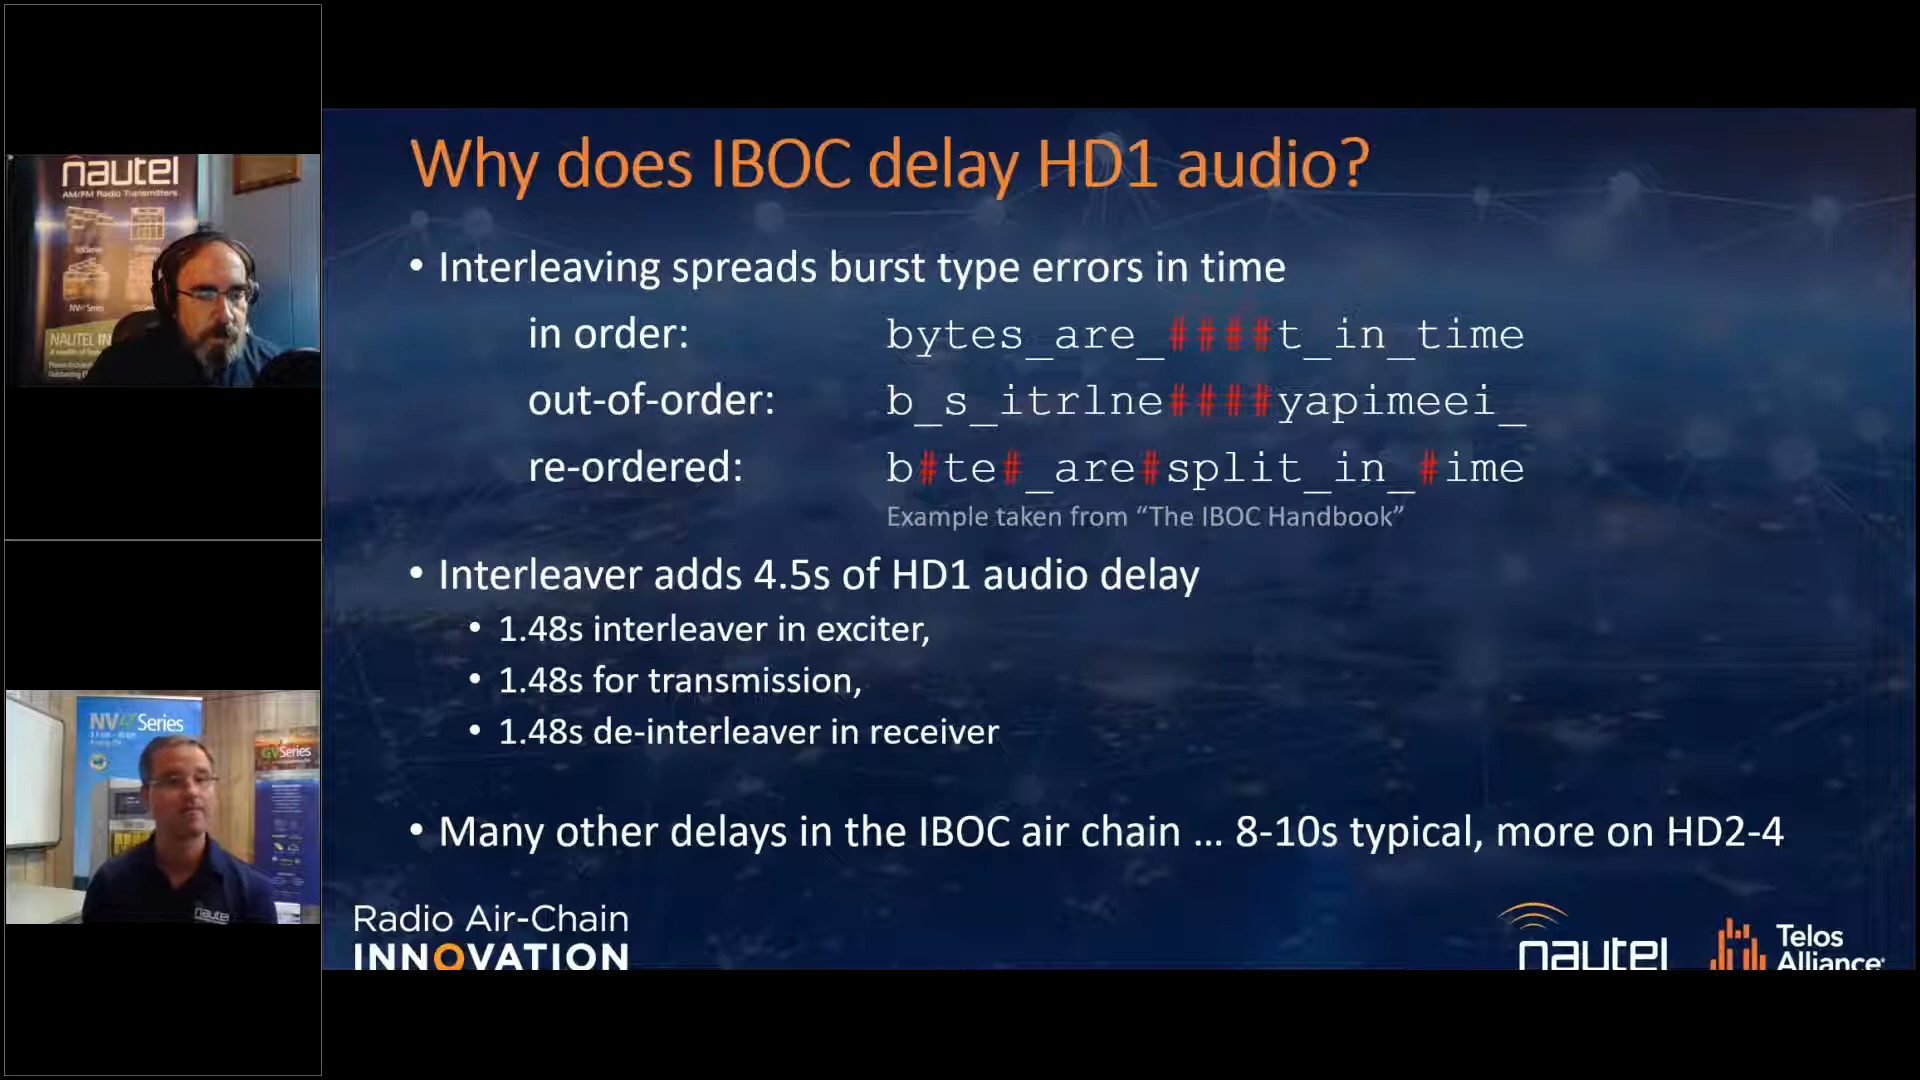 nautel
AM/FM Radio Transmitters
NAUTEL IN
NV LT Series
GV Series
nautel
Why does IBOC delay HD1 audio?
• Interleaving spreads burst type errors in time
in order: bytes_are_####t_in_time
out-of-order: b_s_itrlne####yapimeei_
re-ordered: b#te#_are#split_in_#ime
Example taken from “The IBOC Handbook”
• Interleaver adds 4.5s of HD1 audio delay
• 1.48s interleaver in exciter,
• 1.48s for transmission,
• 1.48s de-interleaver in receiver
• Many other delays in the IBOC air chain ... 8-10s typical, more on HD2-4
Radio Air-Chain
INNOVATION
nautel
Telos
Alliance